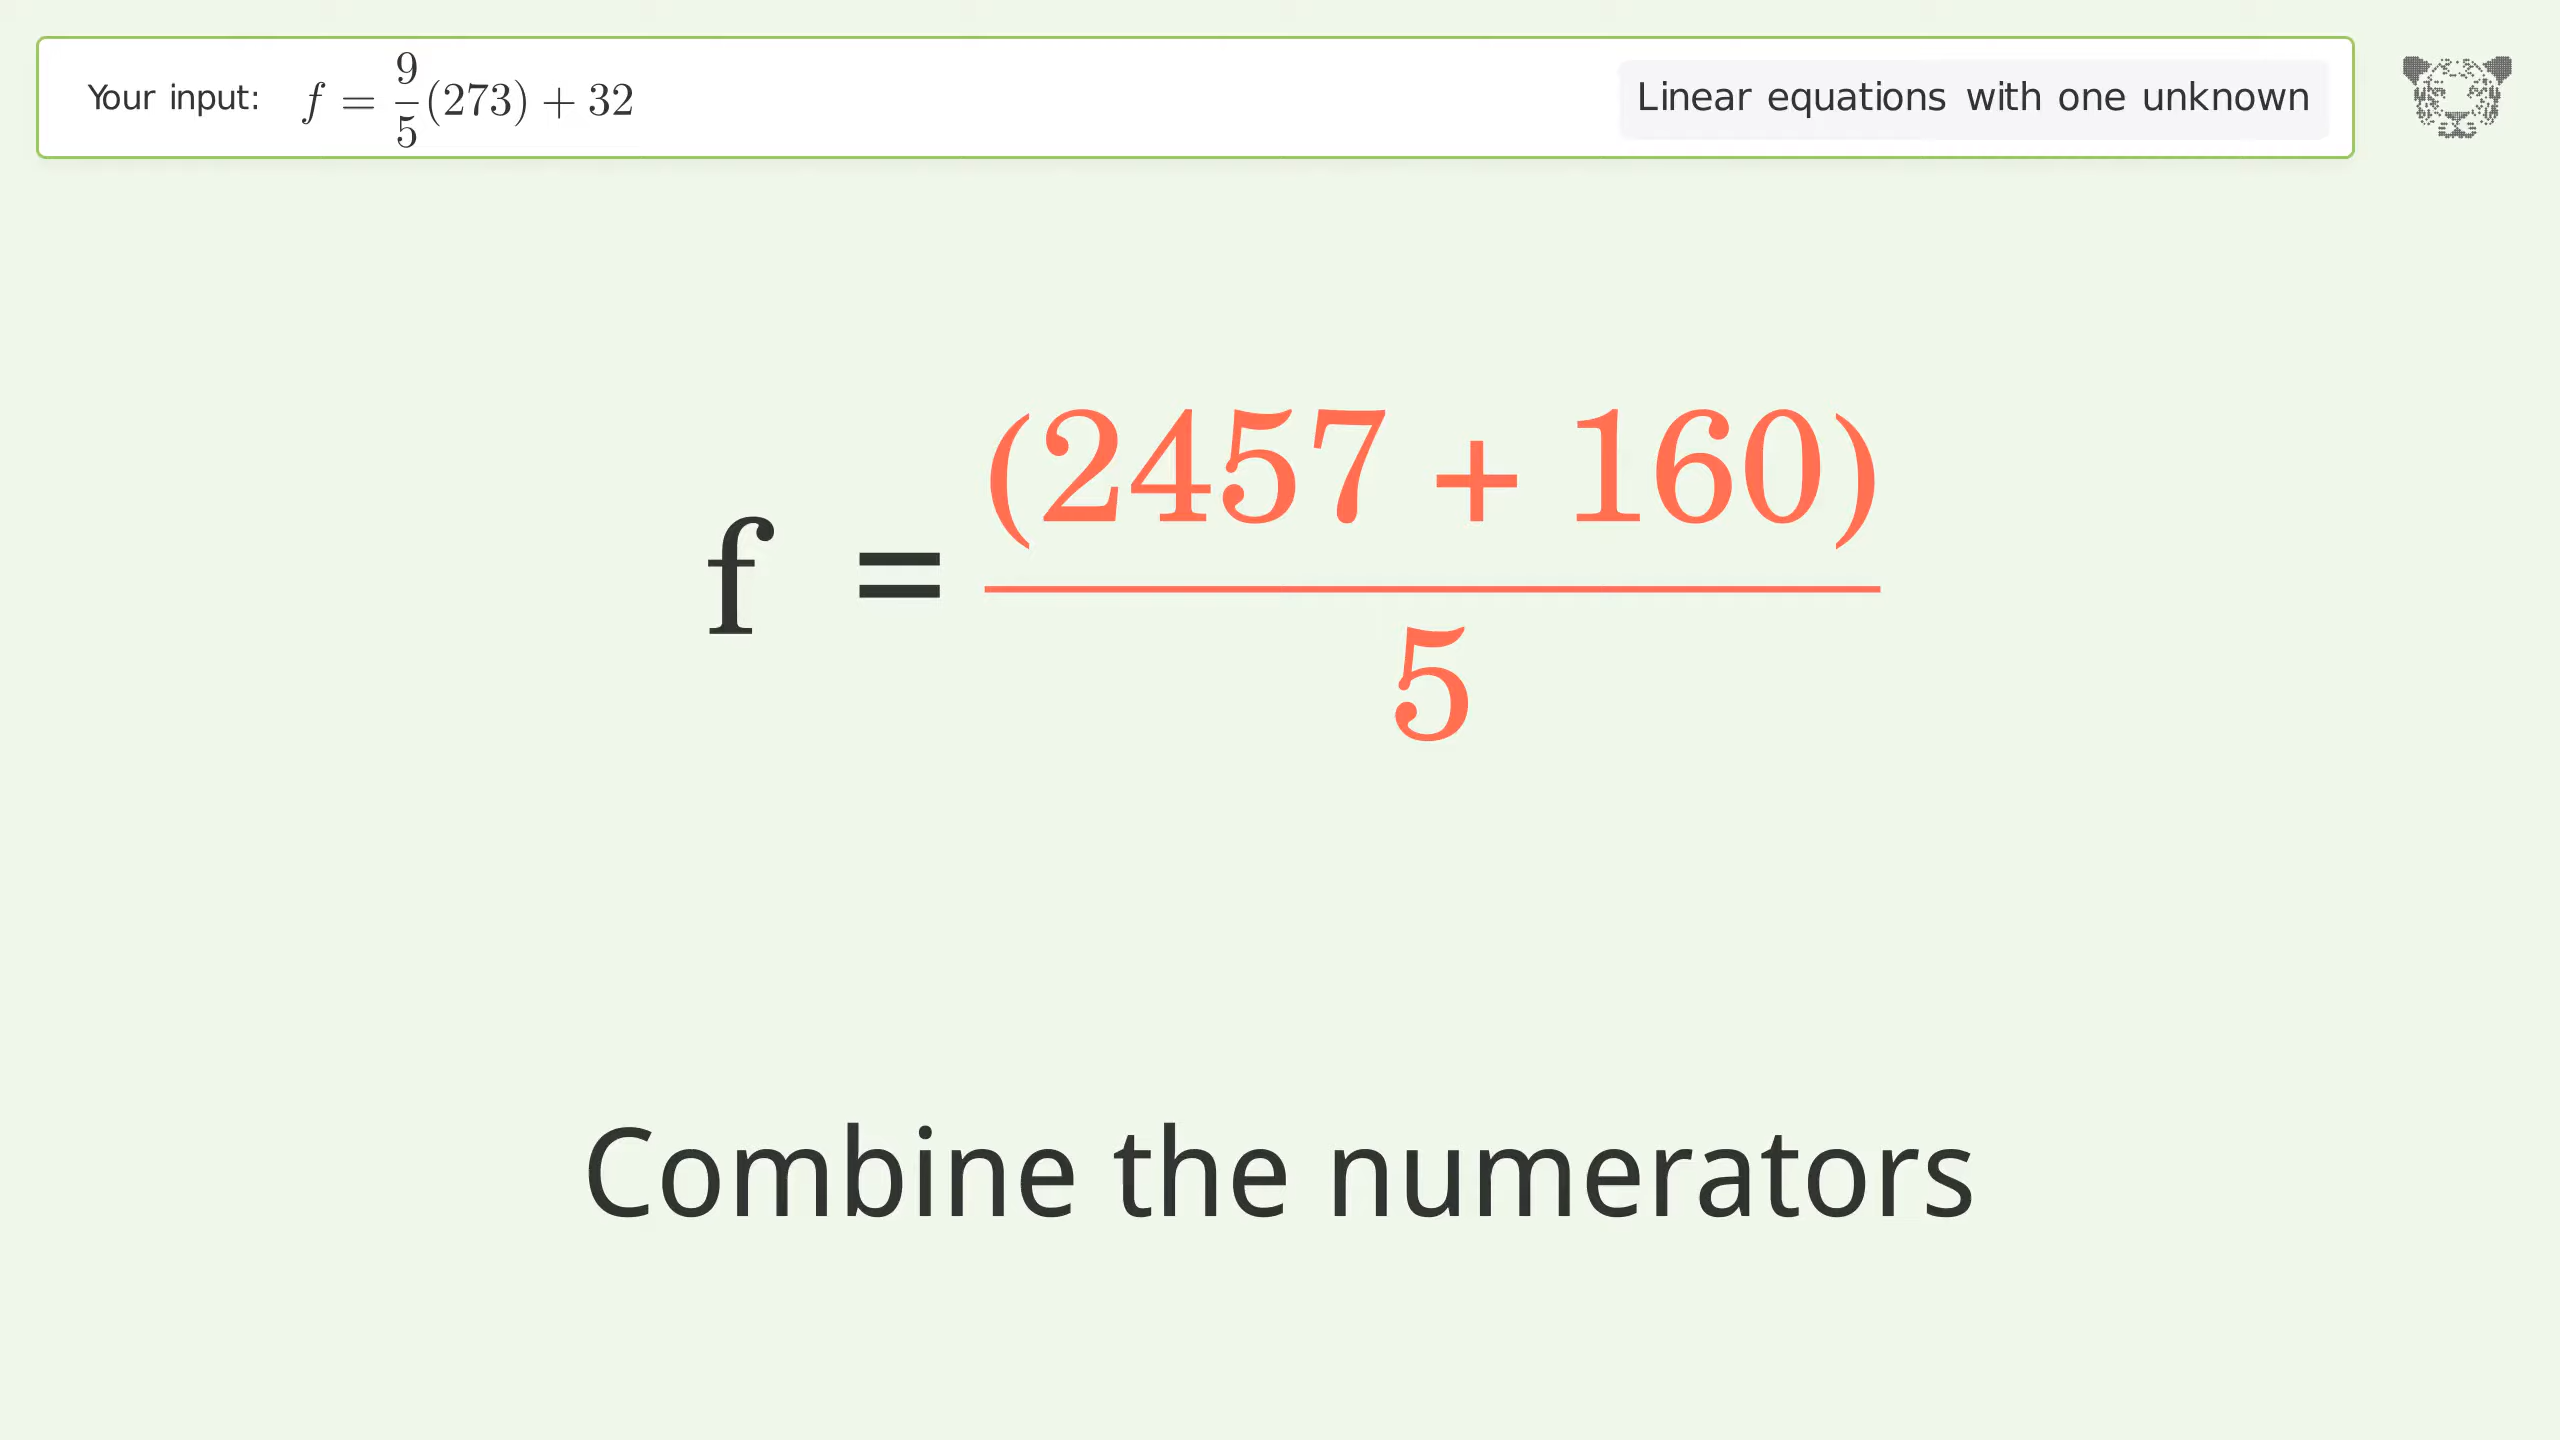 Your input: f = 9/5(273) + 32
Linear equations with one unknown
f = (2457 + 160)/5
Combine the numerators